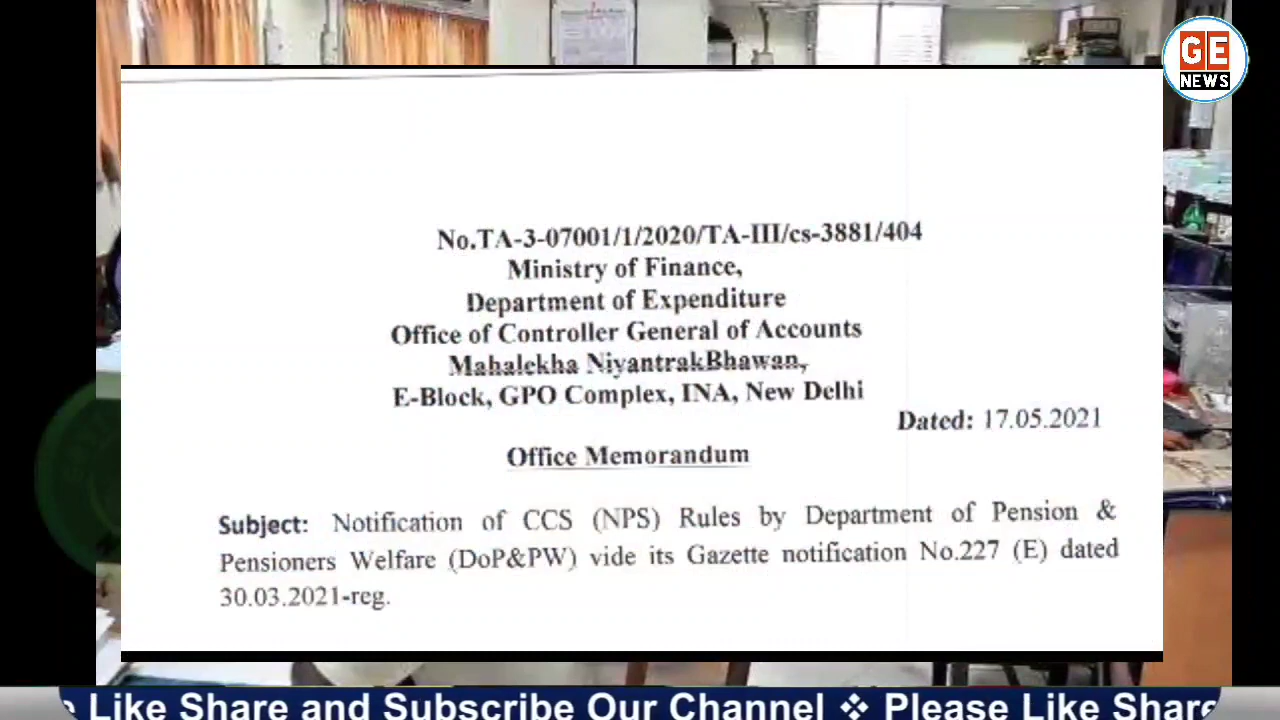 GE
NEWS
No.TA-3-07001/1/2020/TA-III/cs-3881/404
Ministry of Finance,
Department of Expenditure
Office of Controller General of Accounts
Mahalekha NiyantrakBhawan,
E-Block, GPO Complex, INA, New Delhi
Dated: 17.05.2021
Office Memorandum
Subject: Notification of CCS (NPS) Rules by Department of Pension &
Pensioners Welfare (DoP&PW) vide its Gazette notification No.227 (E) dated
30.03.2021-reg.
Like Share and Subscribe Our Channel ❖ Please Like Share